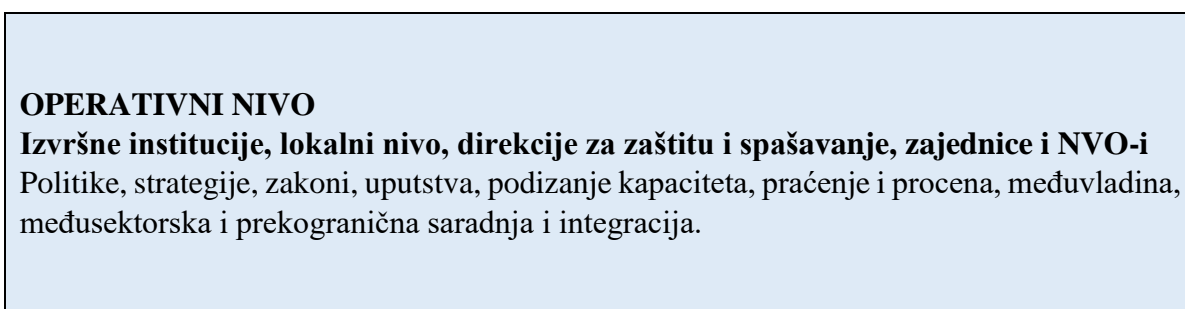 OPERATIVNI NIVO
Izvršne institucije, lokalni nivo, direkcije za zaštitu i spašavanje, zajednice i NVO-i
Politike, strategije, zakoni, uputstva, podizanje kapaciteta, praćenje i procena, međuvladina,
međusektorska i prekogranična saradnja i integracija.